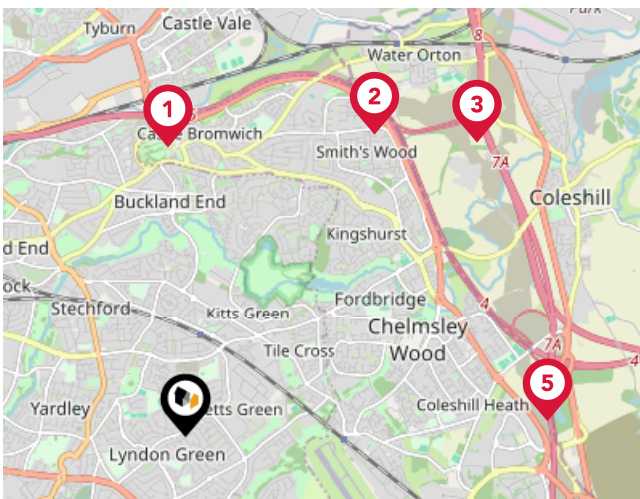 Park
Tyburn
Castle Vale
8
Water Orton
1
2
3
6
Bromwich
Smith's Wood
7A
Coleshill
Buckland End
Kingshurst
d End
ock
Stechford
Kitts Green
Fordbridge
4
Chelmsley
Wood
Tile Cross
7A
4
5
Yardley
etts Green
Coleshill Heath
Lyndon Green